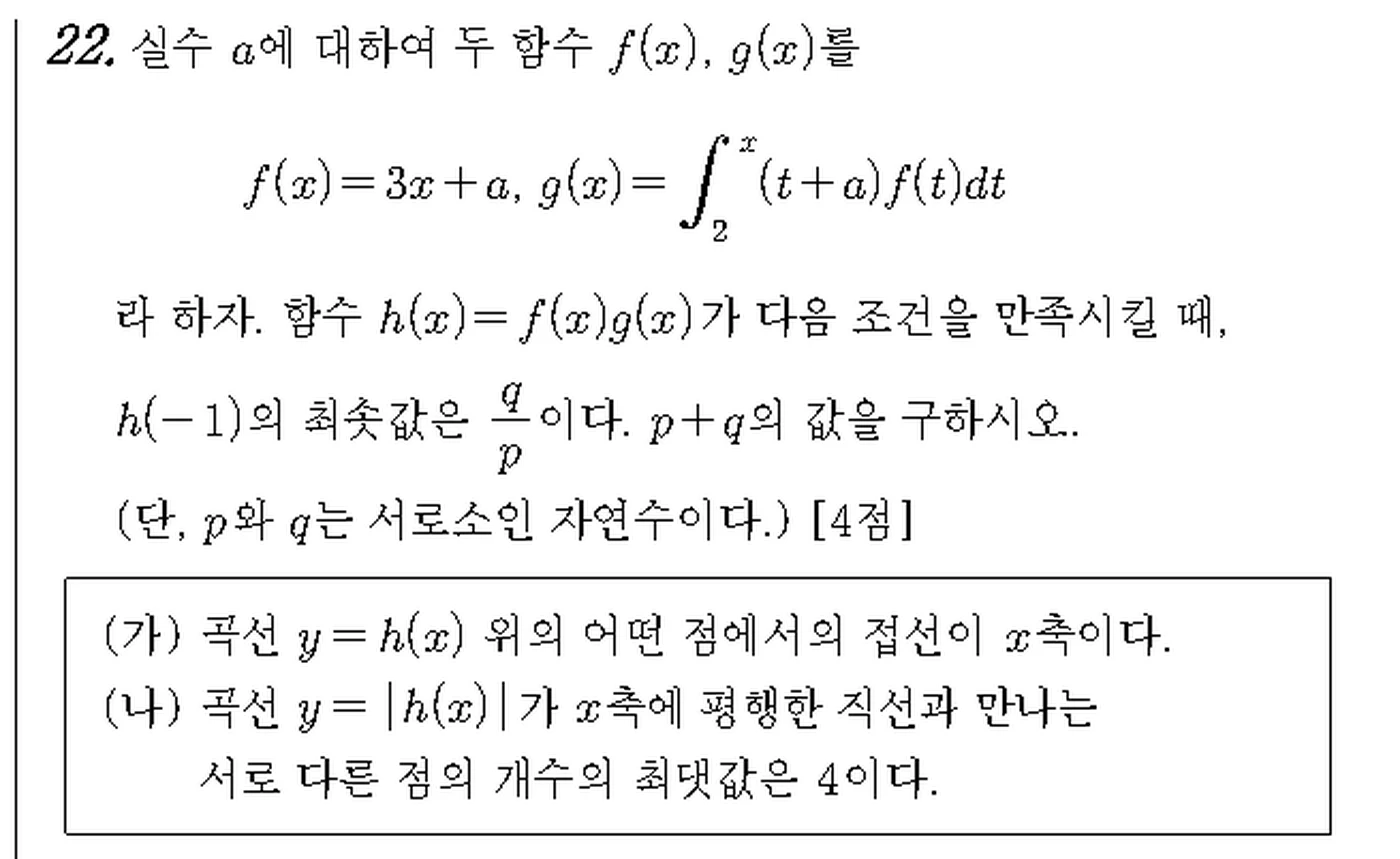 22. 실수 a에 대하여 두 함수 f(x), g(x)를
f(x)=3x+a, g(x)=∫₂ˣ(t+a)f(t)dt
라 하자. 함수 h(x)=f(x)g(x)가 다음 조건을 만족시킬 때,
h(-1)의 최솟값은 q/p이다. p+q의 값을 구하시오.
(단, p와 q는 서로소인 자연수이다.) [4점]
(가) 곡선 y=h(x) 위의 어떤 점에서의 접선이 x축이다.
(나) 곡선 y=|h(x)|가 x축에 평행한 직선과 만나는
서로 다른 점의 개수의 최댓값은 4이다.